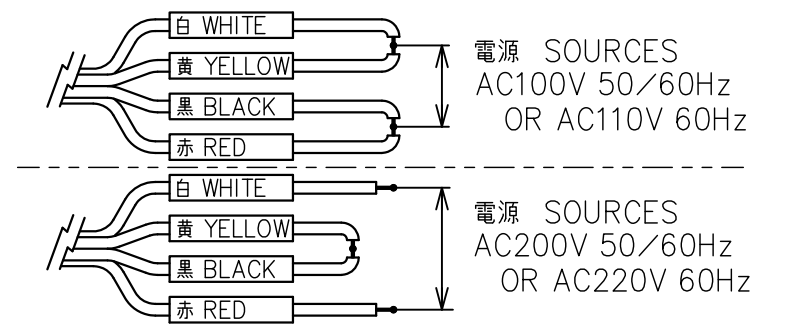 白 WHITE
黄 YELLOW
黒 BLACK
赤 RED
電源 SOURCES
AC100V 50/60Hz
OR AC110V 60Hz
白 WHITE
黄 YELLOW
黒 BLACK
赤 RED
電源 SOURCES
AC200V 50/60Hz
OR AC220V 60Hz